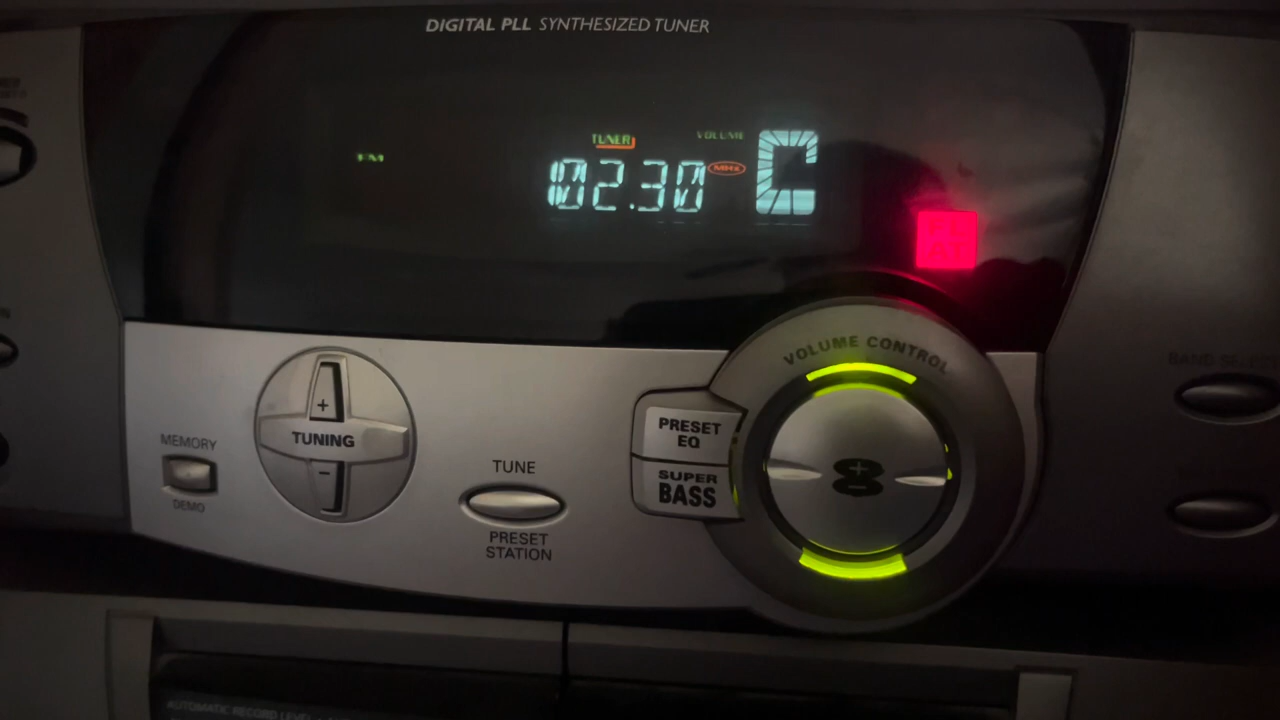 DIGITAL PLL SYNTHESIZED TUNER
TUNER
VOLUME
FM
102.30
MHz
VOLUME CONTROL
+
TUNING
−
MEMORY
DEMO
TUNE
PRESET
STATION
PRESET
EQ
SUPER
BASS
+
−
AUTOMATIC RECORD LEVEL